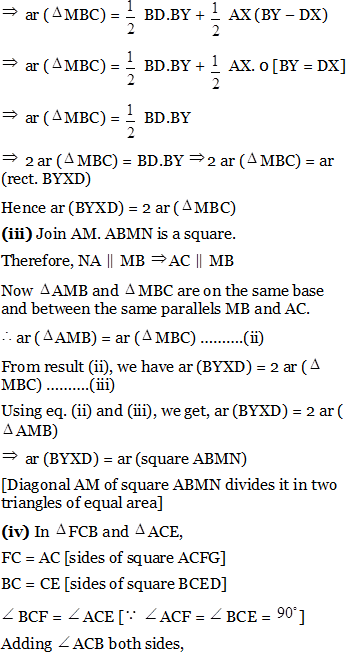 ⇒ ar (ΔMBC) = 1/2 BD.BY + 1/2 AX (BY – DX)
⇒ ar (ΔMBC) = 1/2 BD.BY + 1/2 AX. 0 [BY = DX]
⇒ ar (ΔMBC) = 1/2 BD.BY
⇒ 2 ar (ΔMBC) = BD.BY ⇒ 2 ar (ΔMBC) = ar
(rect. BYXD)
Hence ar (BYXD) = 2 ar (ΔMBC)
(iii) Join AM. ABMN is a square.
Therefore, NA ∥ MB ⇒ AC ∥ MB
Now ΔAMB and ΔMBC are on the same base
and between the same parallels MB and AC.
∴ ar (ΔAMB) = ar (ΔMBC) ……….(ii)
From result (ii), we have ar (BYXD) = 2 ar (Δ
MBC) ……….(iii)
Using eq. (ii) and (iii), we get, ar (BYXD) = 2 ar (
ΔAMB)
⇒ ar (BYXD) = ar (square ABMN)
[Diagonal AM of square ABMN divides it in two
triangles of equal area]
(iv) In ΔFCB and ΔACE,
FC = AC [sides of square ACFG]
BC = CE [sides of square BCED]
∠BCF = ∠ACE [∵ ∠ACF = ∠BCE = 90°]
Adding ∠ACB both sides,